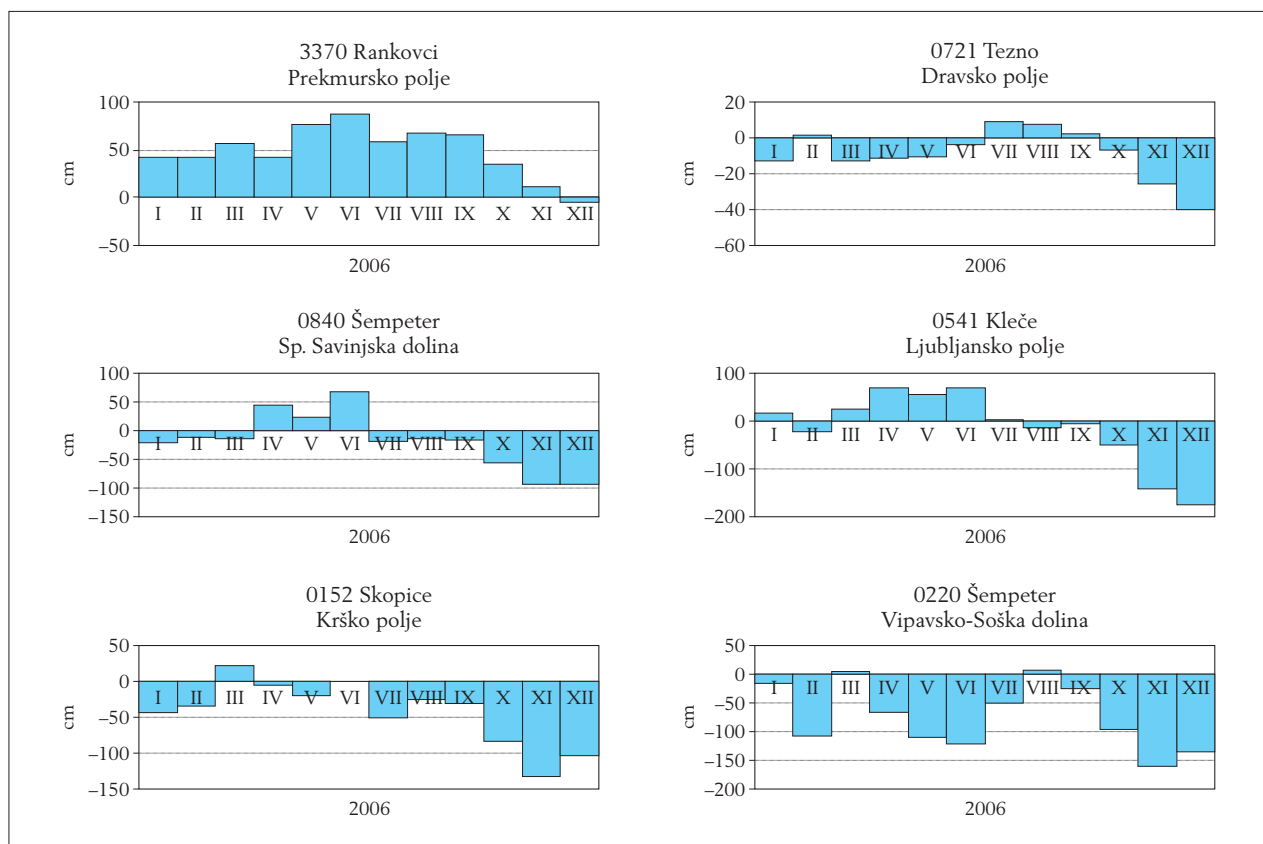 3370 Rankovci
Prekmursko polje
100
50
0
–50
cm
I II III IV V VI VII VIII IX X XI XII
2006
0721 Tezno
Dravsko polje
20
0
–20
–40
–60
cm
I II III IV V VI VII VIII IX X XI XII
2006
0840 Šempeter
Sp. Savinjska dolina
100
50
0
–50
–100
–150
cm
I II III IV V VI VII VIII IX X XI XII
2006
0541 Kleče
Ljubljansko polje
100
0
–100
–200
cm
I II III IV V VI VII VIII IX X XI XII
2006
0152 Skopice
Krško polje
50
0
–50
–100
–150
cm
I II III IV V VI VII VIII IX X XI XII
2006
0220 Šempeter
Vipavsko-Soška dolina
50
0
–50
–100
–150
–200
cm
I II III IV V VI VII VIII IX X XI XII
2006